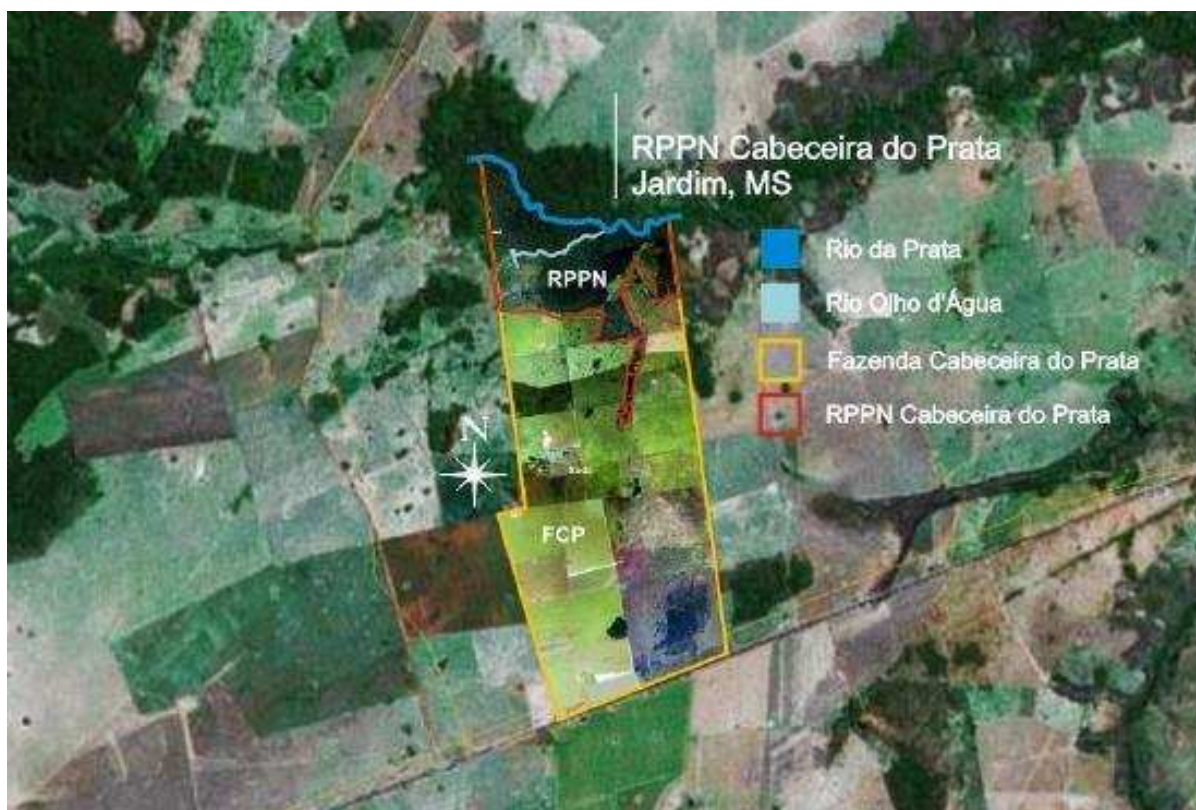 RPPN Cabeceira do Prata
Jardim, MS
Rio da Prata
RPPN
Rio Olho d'Água
Fazenda Cabeceira do Prata
RPPN Cabeceira do Prata
N
FCP